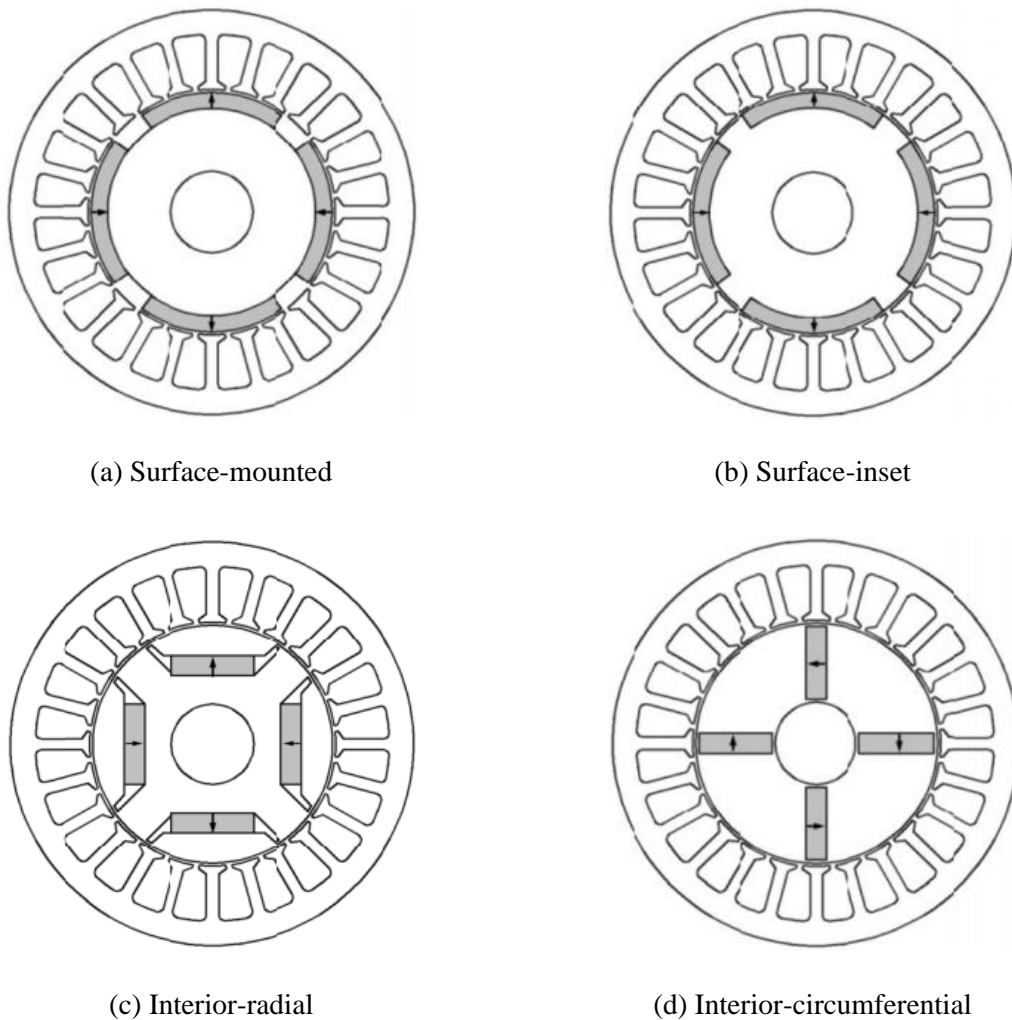 (a) Surface-mounted
(b) Surface-inset
(c) Interior-radial
(d) Interior-circumferential